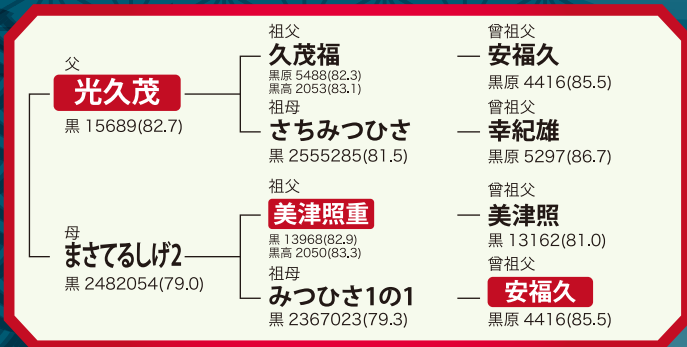 父
光久茂
黒 15689(82.7)
祖父
久茂福
黒原 5488(82.3)
黒高 2053(83.1)
曾祖父
安福久
黒原 4416(85.5)
祖母
さちみつひさ
黒 2555285(81.5)
曾祖父
幸紀雄
黒原 5297(86.7)
母
まさてるしげ2
黒 2482054(79.0)
祖父
美津照重
黒 13968(82.9)
黒高 2050(83.3)
曾祖父
美津照
黒 13162(81.0)
祖母
みつひさ1の1
黒 2367023(79.3)
曾祖父
安福久
黒原 4416(85.5)